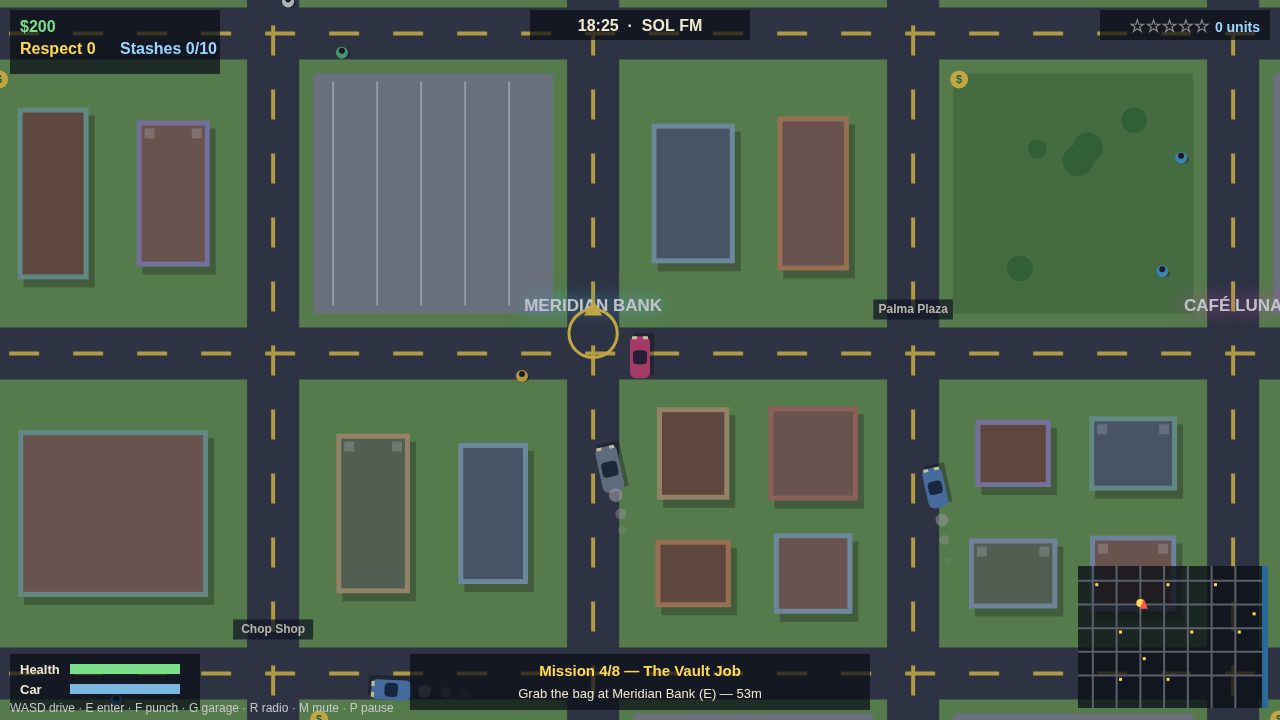 $200
Respect 0 Stashes 0/10
18:25 · SOL FM
☆☆☆☆☆ 0 units
$
$
MERIDIAN BANK
Palma Plaza
CAFÉ LUNA
Chop Shop
Health
Car
Mission 4/8 — The Vault Job
Grab the bag at Meridian Bank (E) — 53m
WASD drive · E enter · F punch · G garage · R radio · M mute · P pause
$